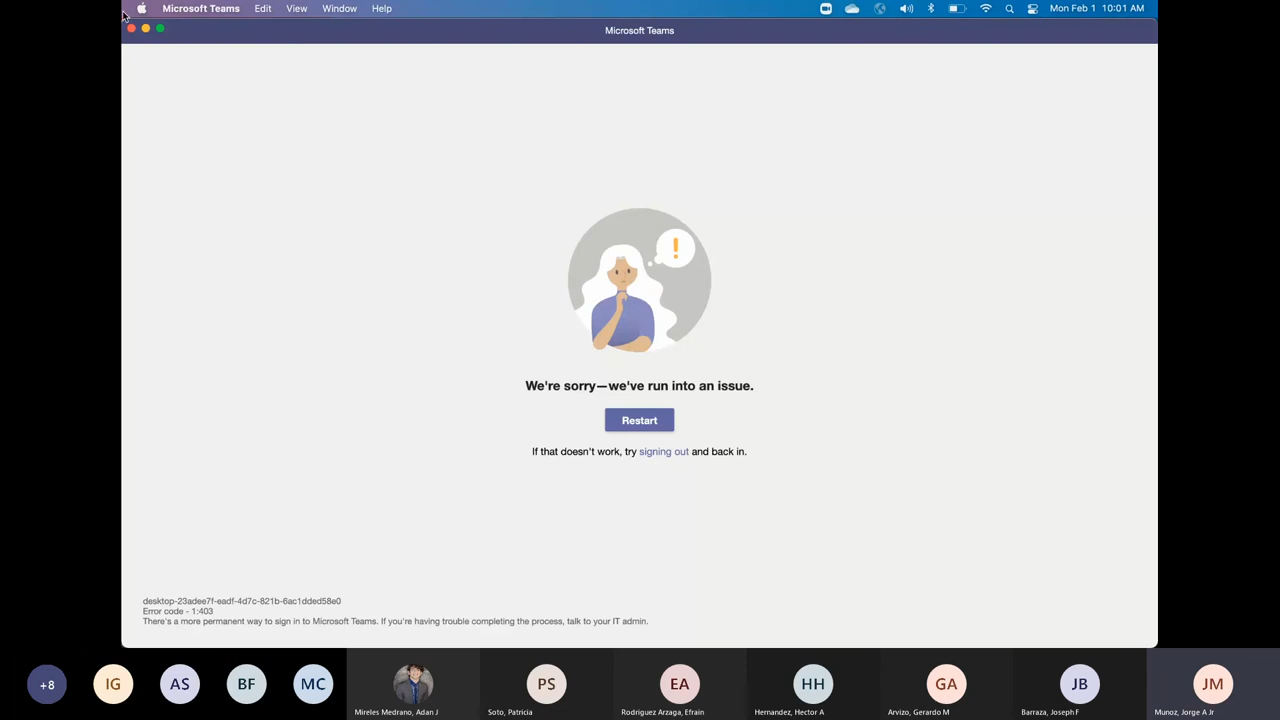 Microsoft Teams Edit View Window Help Mon Feb 1 10:01 AM
Microsoft Teams
!
We're sorry—we've run into an issue.
Restart
If that doesn't work, try signing out and back in.
desktop-23adee7f-eadf-4d7c-821b-6ac1dded58e0
Error code - 1:403
There's a more permanent way to sign in to Microsoft Teams. If you're having trouble completing the process, talk to your IT admin.
+8 IG AS BF MC PS EA HH GA JB JM
Mireles Medrano, Adan J Soto, Patricia Rodriguez Arzaga, Efrain Hernandez, Hector A Arvizo, Gerardo M Barraza, Joseph F Munoz, Jorge A Jr